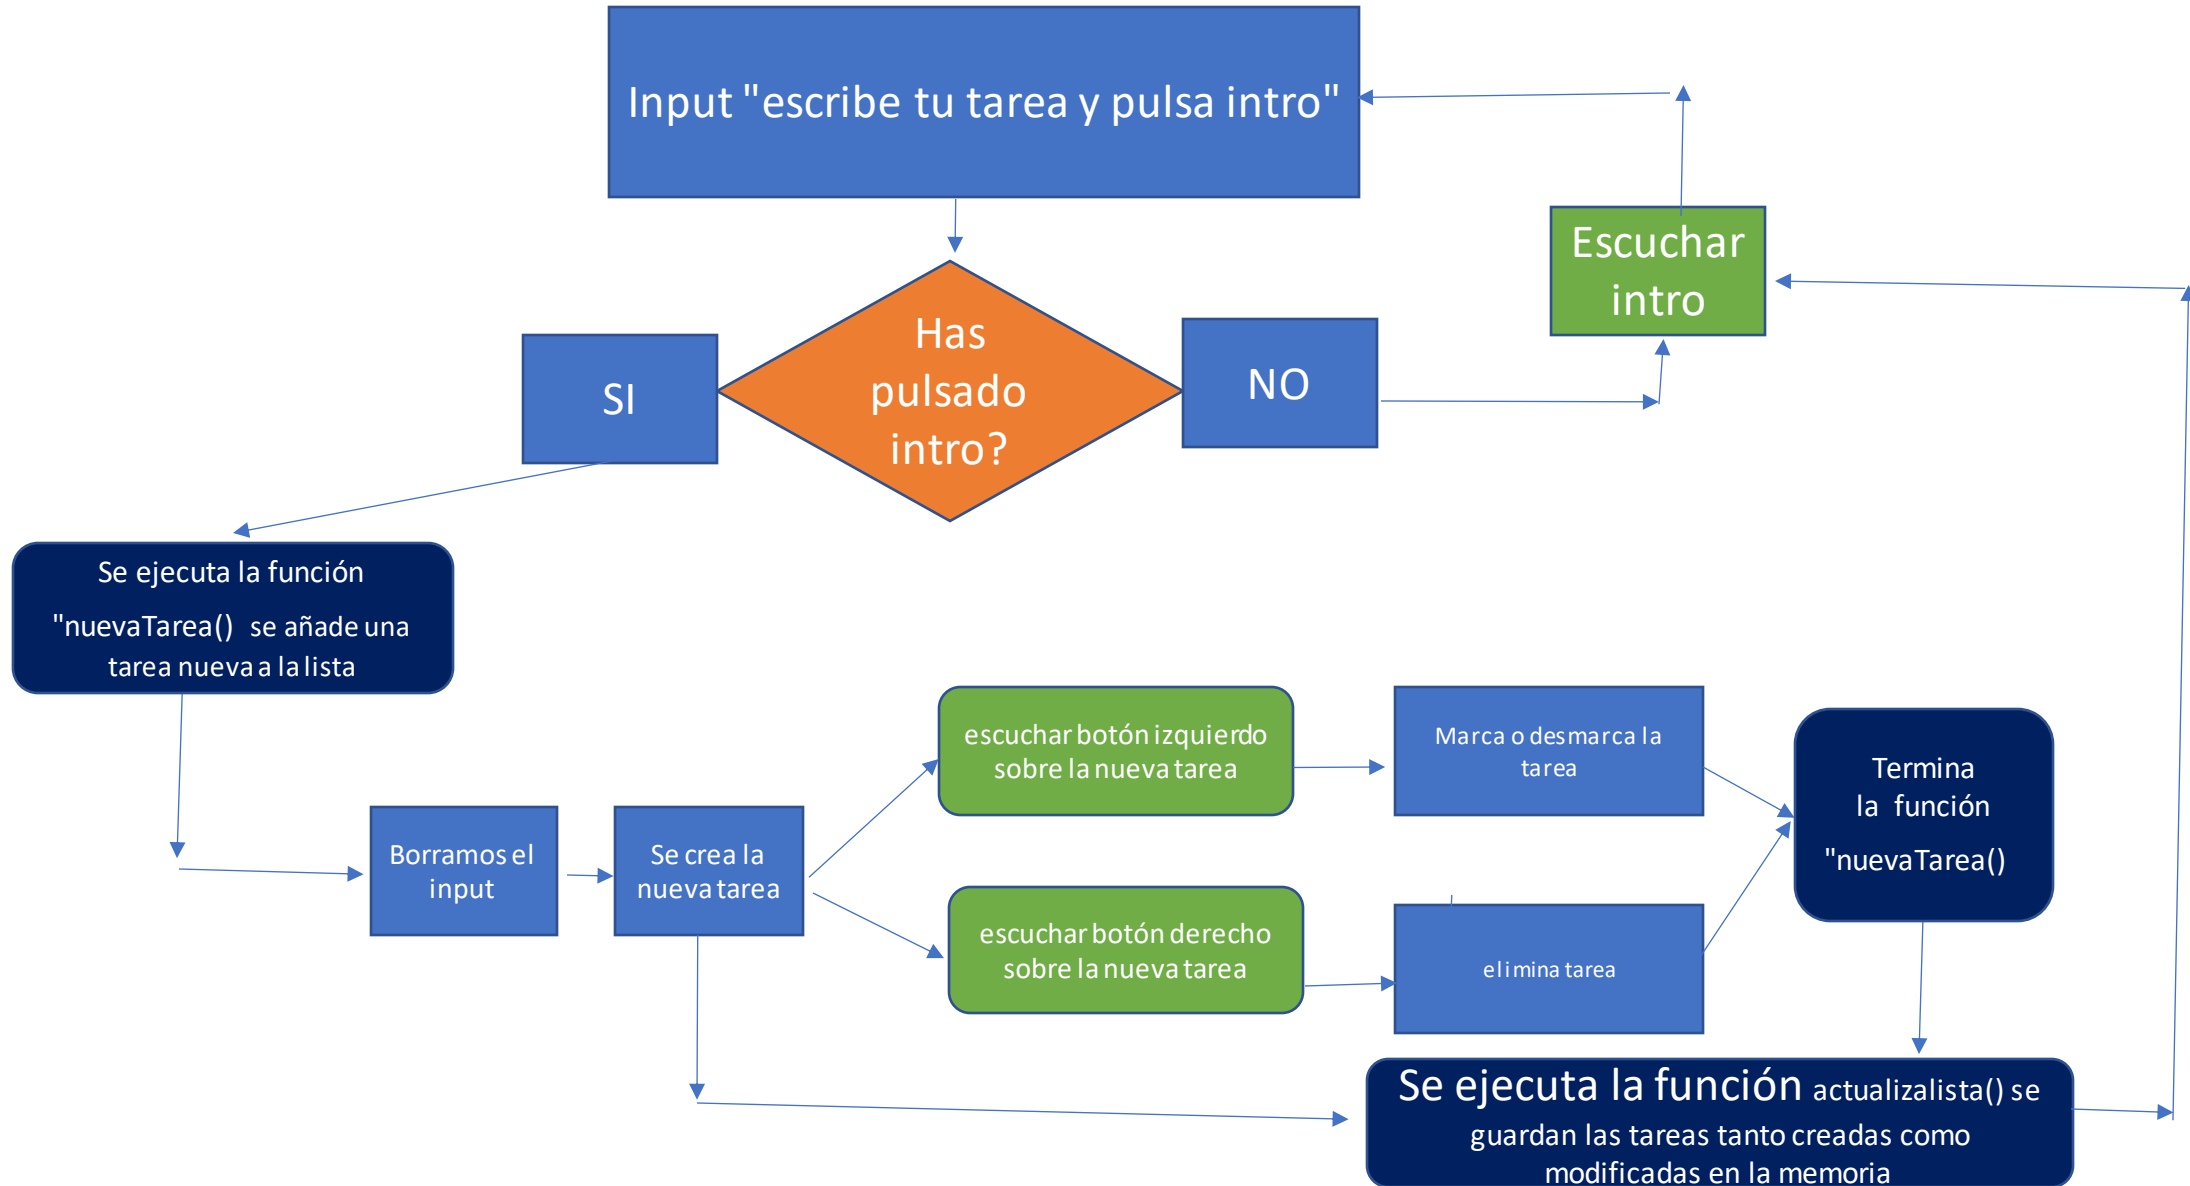 Input "escribe tu tarea y pulsa intro"
Escuchar
intro
Has
pulsado
intro?
SI
NO
Se ejecuta la función
"nuevaTarea() se añade una
tarea nueva a la lista
escuchar botón izquierdo
sobre la nueva tarea
Marca o desmarca la
tarea
Termina
la función
"nuevaTarea()
Borramos el
input
Se crea la
nueva tarea
escuchar botón derecho
sobre la nueva tarea
elimina tarea
Se ejecuta la función actualizalista() se
guardan las tareas tanto creadas como
modificadas en la memoria